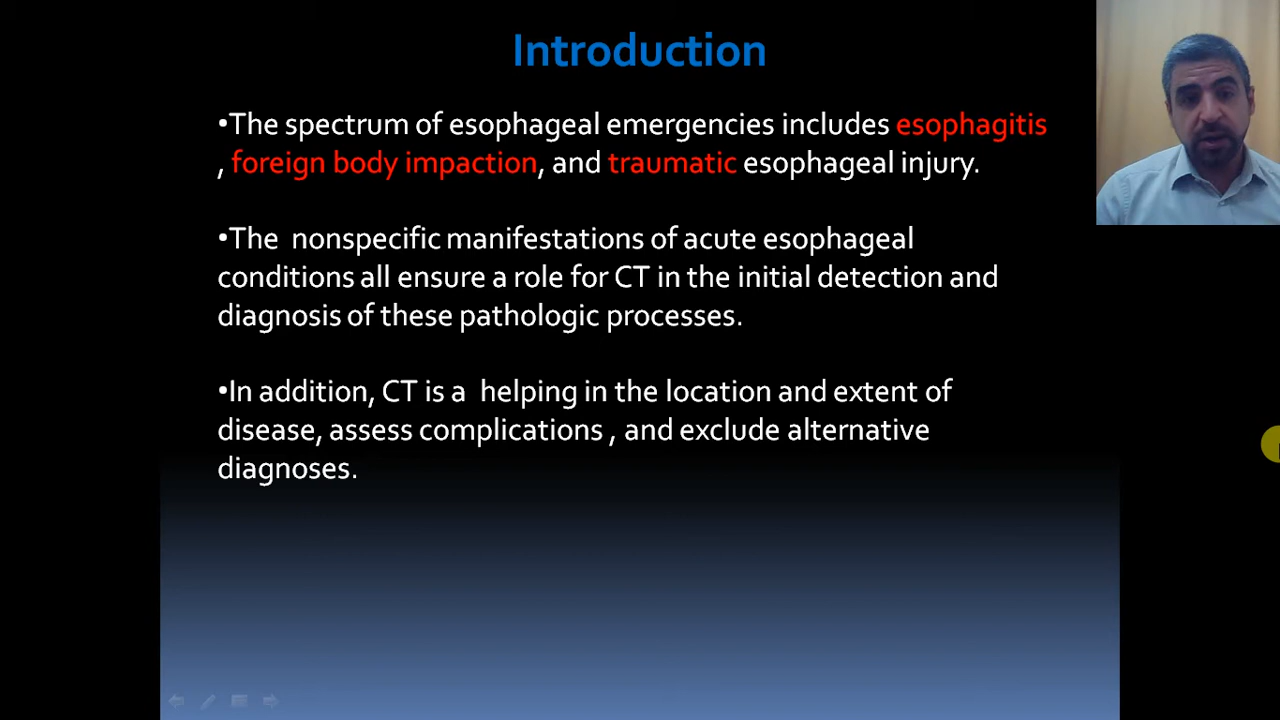 Introduction
•The spectrum of esophageal emergencies includes esophagitis
, foreign body impaction, and traumatic esophageal injury.
•The  nonspecific manifestations of acute esophageal
conditions all ensure a role for CT in the initial detection and
diagnosis of these pathologic processes.
•In addition, CT is a  helping in the location and extent of
disease, assess complications , and exclude alternative
diagnoses.